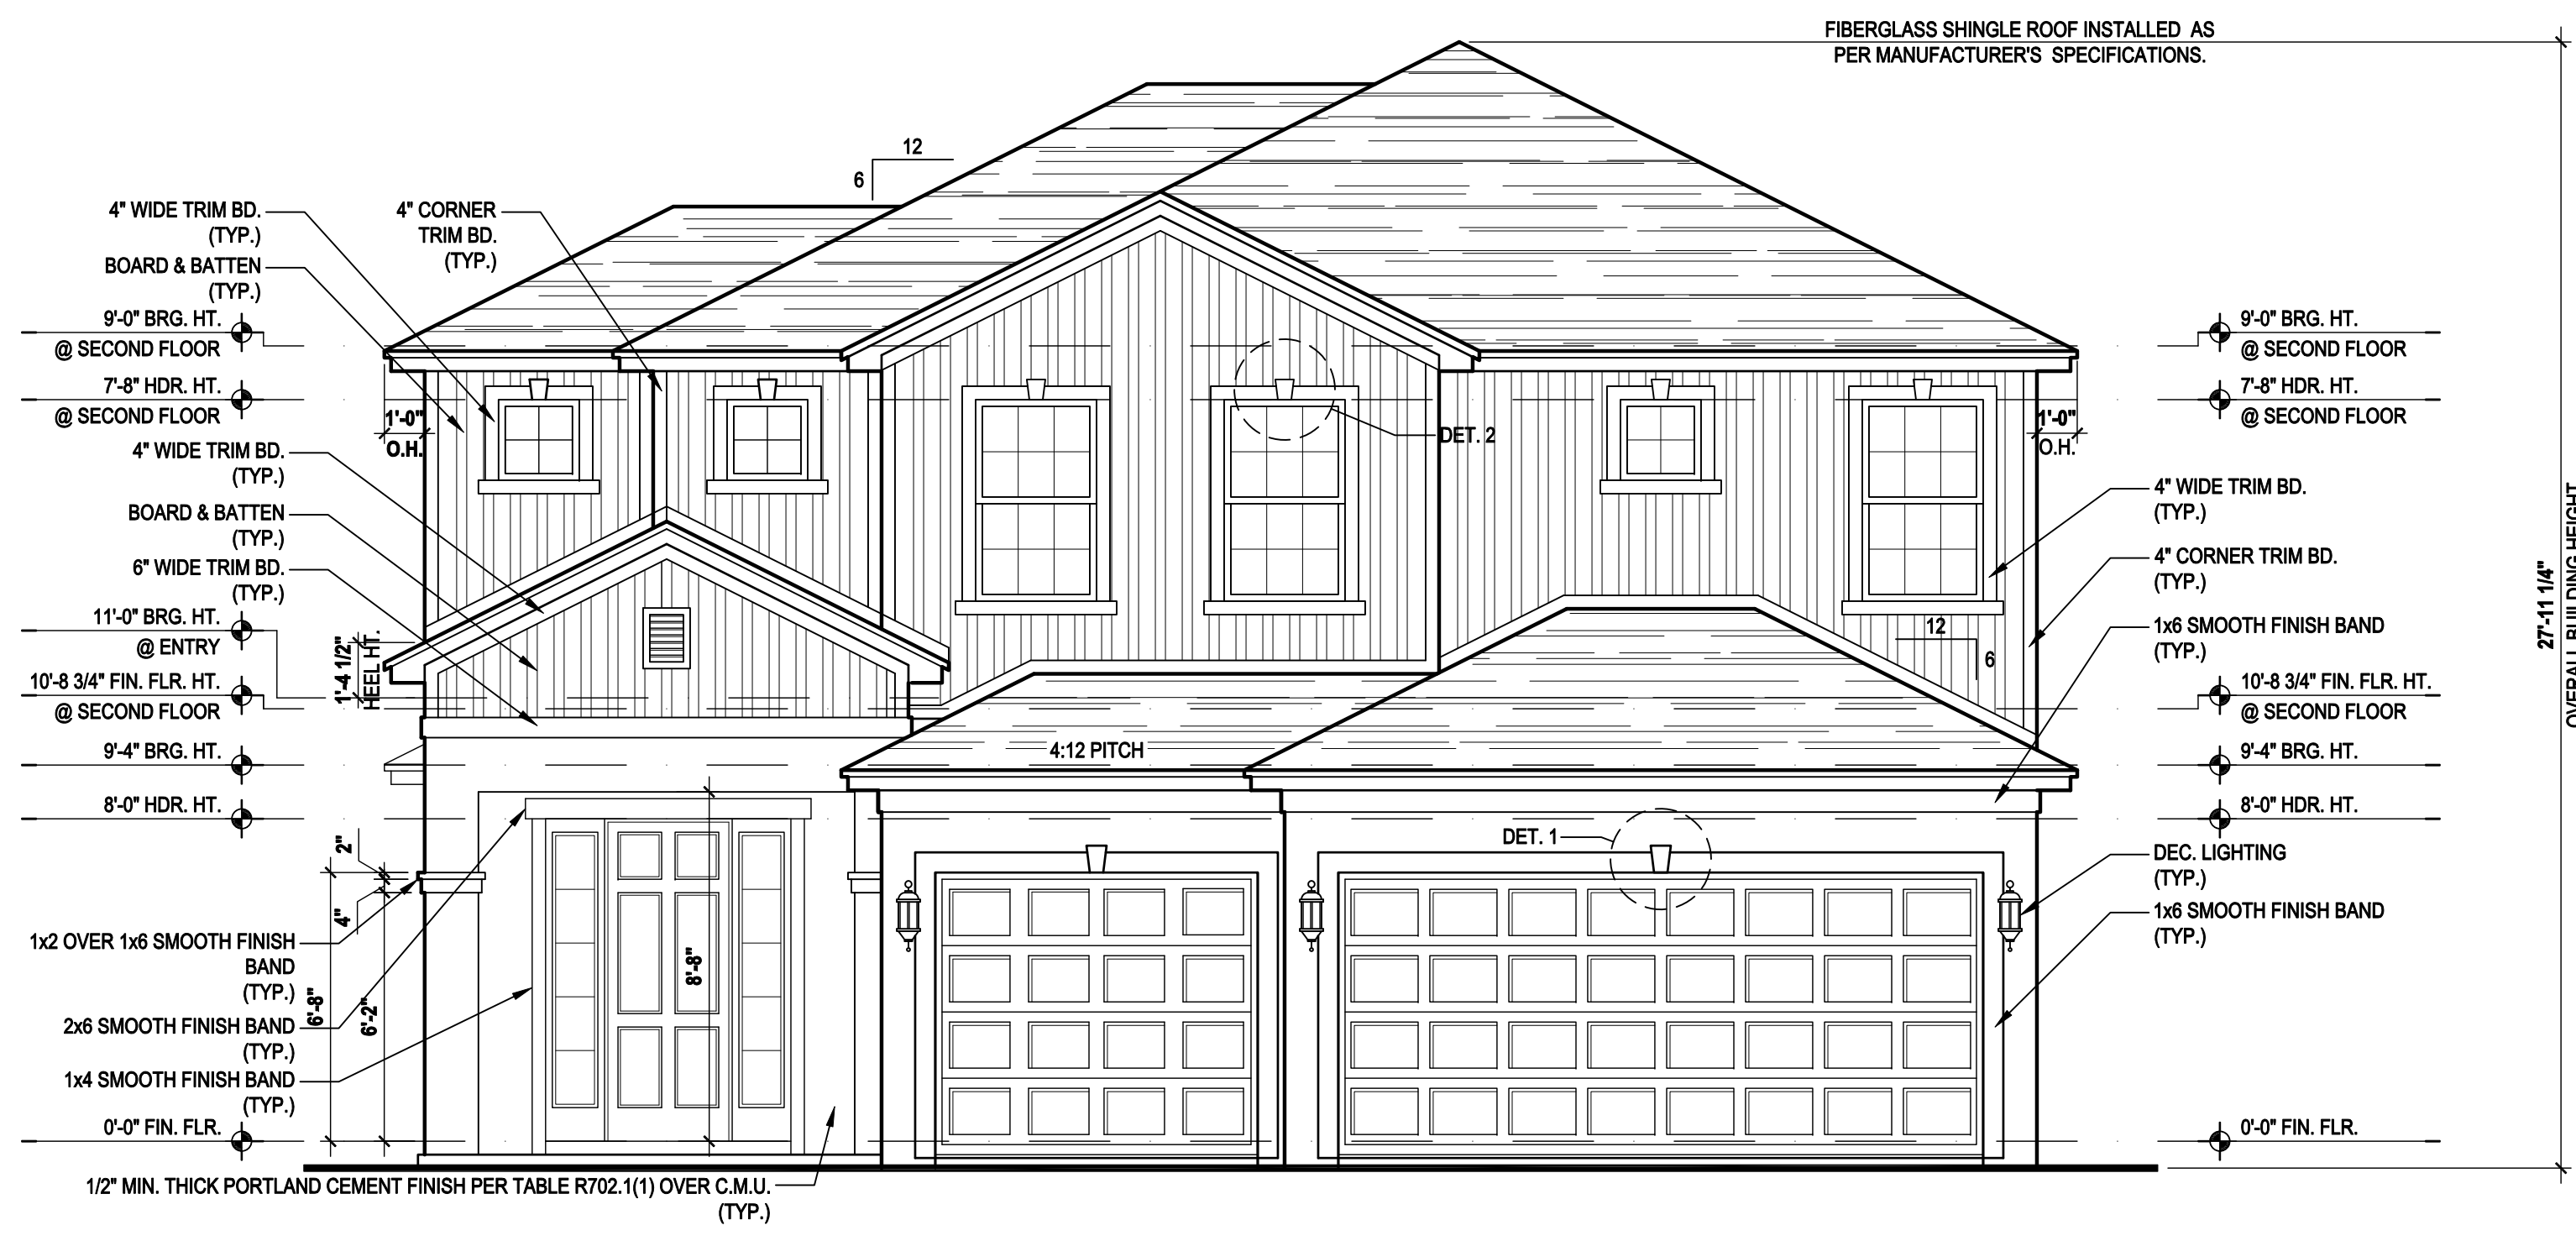 FIBERGLASS SHINGLE ROOF INSTALLED AS
PER MANUFACTURER'S SPECIFICATIONS.
12
6
4" WIDE TRIM BD.
(TYP.)
BOARD & BATTEN
(TYP.)
4" CORNER
TRIM BD.
(TYP.)
9'-0" BRG. HT.
@ SECOND FLOOR
7'-8" HDR. HT.
@ SECOND FLOOR
1'-0"
O.H.
4" WIDE TRIM BD.
(TYP.)
BOARD & BATTEN
(TYP.)
6" WIDE TRIM BD.
(TYP.)
11'-0" BRG. HT.
@ ENTRY
1'-4 1/2"
HEEL HT.
10'-8 3/4" FIN. FLR. HT.
@ SECOND FLOOR
9'-4" BRG. HT.
8'-0" HDR. HT.
2"
4"
1x2 OVER 1x6 SMOOTH FINISH
BAND
(TYP.)
6'-8"
6'-2"
8'-8"
2x6 SMOOTH FINISH BAND
(TYP.)
1x4 SMOOTH FINISH BAND
(TYP.)
0'-0" FIN. FLR.
1/2" MIN. THICK PORTLAND CEMENT FINISH PER TABLE R702.1(1) OVER C.M.U.
(TYP.)
DET. 2
4:12 PITCH
DET. 1
12
6
9'-0" BRG. HT.
@ SECOND FLOOR
7'-8" HDR. HT.
@ SECOND FLOOR
1'-0"
O.H.
4" WIDE TRIM BD.
(TYP.)
4" CORNER TRIM BD.
(TYP.)
1x6 SMOOTH FINISH BAND
(TYP.)
10'-8 3/4" FIN. FLR. HT.
@ SECOND FLOOR
9'-4" BRG. HT.
8'-0" HDR. HT.
DEC. LIGHTING
(TYP.)
1x6 SMOOTH FINISH BAND
(TYP.)
0'-0" FIN. FLR.
27'-11 1/4"
OVERALL BUILDING HEIGHT